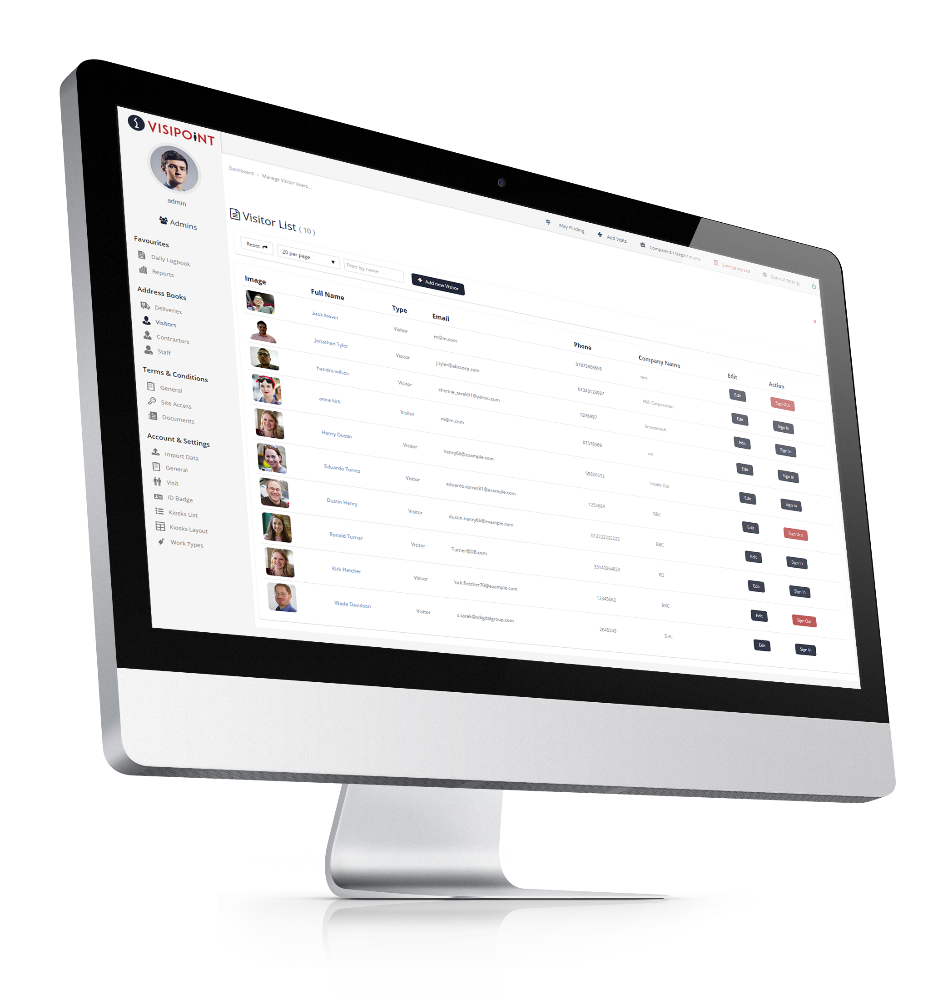 VISIPOiNT
admin
Admins
Favourites
Daily Logbook
Reports
Address Books
Deliveries
Visitors
Contractors
Staff
Terms & Conditions
General
Site Access
Documents
Account & Settings
Import Data
General
Visit
ID Badge
Kiosks List
Kiosks Layout
Work Types
Way Finding Add Visits Companies / Departments Emergency List General Settings
Dashboard > Manage Visitor Users...
Visitor List ( 10 )
Reset 20 per page Filter by name Add new Visitor
Image Full Name Type Email Phone Company Name Edit Action
Jack Brown Visitor m@m.com 07875868595 test Edit Sign Out
Jonathan Tyler Visitor j.tyler@abccorp.com 01343123987 ABC Corporation Edit Sign In
handra wilson Visitor sherine_tarek91@yahoo.com 5236987 lamasatech Edit Sign In
anne kirk Visitor m@m.com 07578569 ssc Edit Sign In
Henry Dustin Visitor henry66@example.com 55856552 Inside Out Edit Sign In
Eduardo Torres Visitor eduardo.torres81@example.com 1254689 BBC Edit Sign Out
Dustin Henry Visitor dustin.henry66@example.com 012222222222 BBC Edit Sign In
Ronald Turner Visitor Turner@DB.com 33143264823 BD Edit Sign In
Kirk Fletcher Visitor kirk.fletcher70@example.com 12345682 BBC Edit Sign Out
Wade Davidson Visitor s.tarek@xdigitalgroup.com 2645243 DHL Edit Sign In